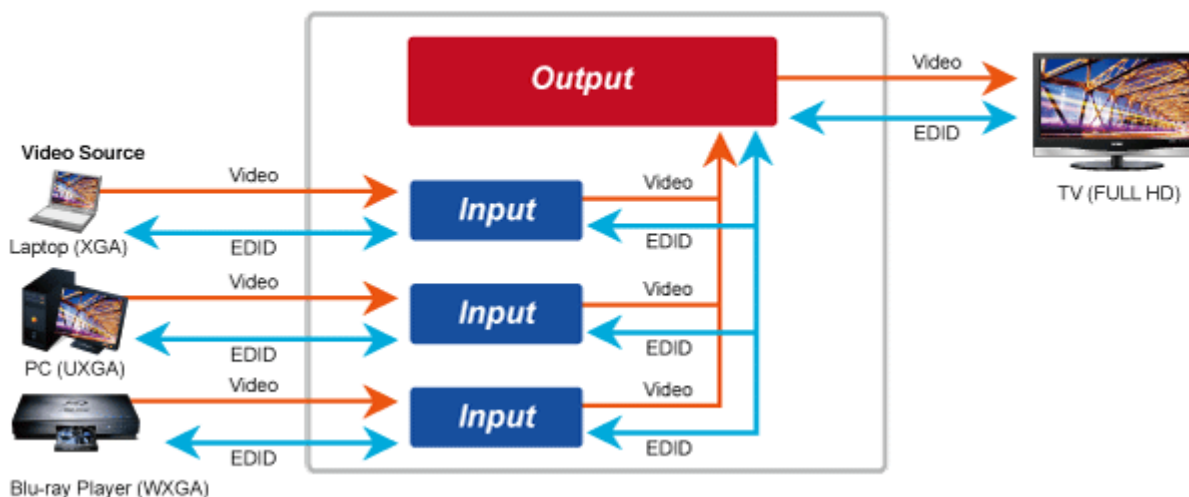 Output
Video
EDID
TV (FULL HD)
Video Source
Video
EDID
Laptop (XGA)
Input
Video
EDID
Video
EDID
PC (UXGA)
Input
Video
EDID
Video
EDID
Blu-ray Player (WXGA)
Input
Video
EDID